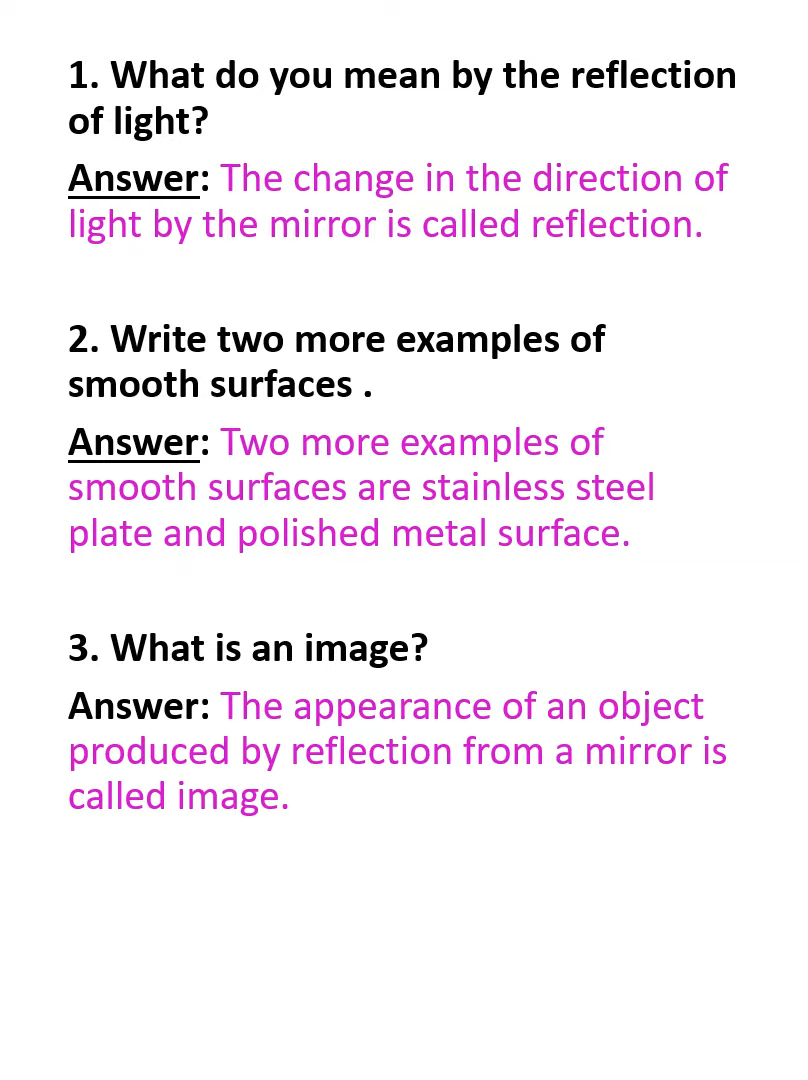 1. What do you mean by the reflection
of light?
Answer: The change in the direction of
light by the mirror is called reflection.
2. Write two more examples of
smooth surfaces .
Answer: Two more examples of
smooth surfaces are stainless steel
plate and polished metal surface.
3. What is an image?
Answer: The appearance of an object
produced by reflection from a mirror is
called image.